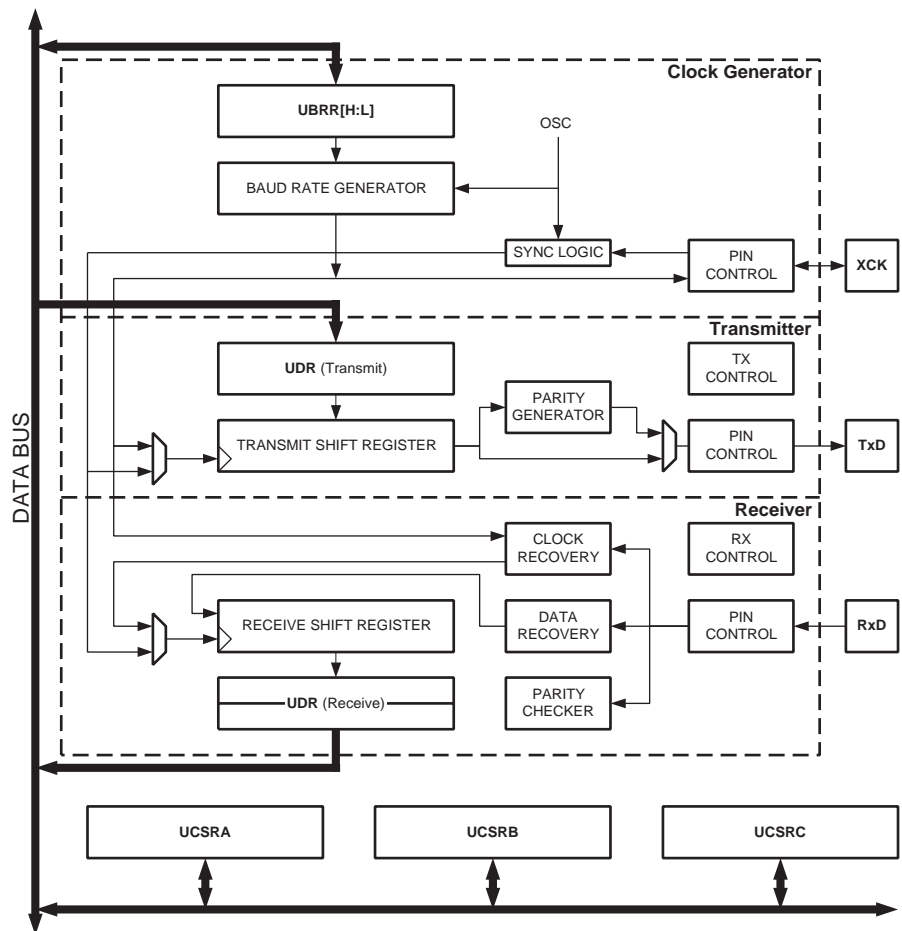 Clock Generator
UBRR[H:L]
OSC
BAUD RATE GENERATOR
SYNC LOGIC
PIN
CONTROL
XCK
Transmitter
UDR (Transmit)
TX
CONTROL
PARITY
GENERATOR
TRANSMIT SHIFT REGISTER
PIN
CONTROL
TxD
DATA BUS
Receiver
CLOCK
RECOVERY
RX
CONTROL
RECEIVE SHIFT REGISTER
DATA
RECOVERY
PIN
CONTROL
RxD
UDR (Receive)
PARITY
CHECKER
UCSRA
UCSRB
UCSRC